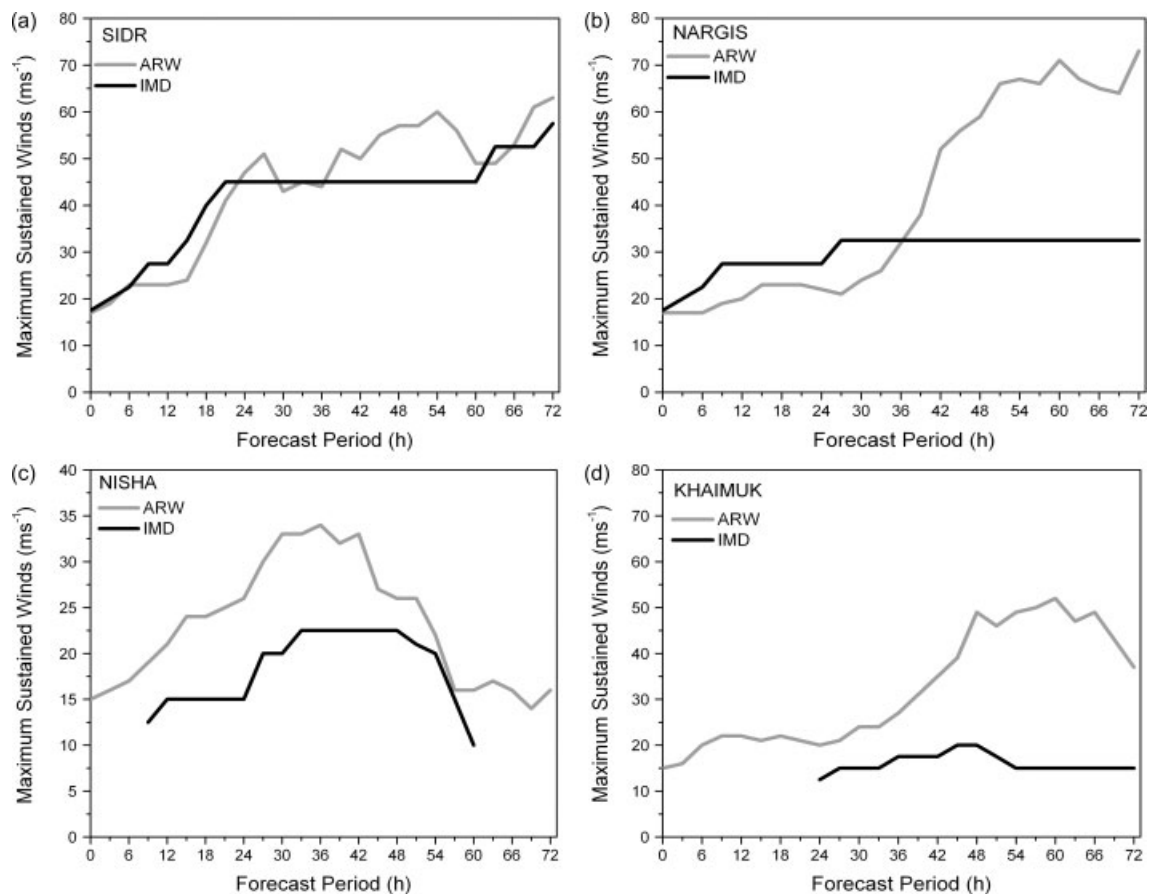 (a)
SIDR
ARW
IMD
Maximum Sustained Winds (ms⁻¹)
80
70
60
50
40
30
20
10
0
0 6 12 18 24 30 36 42 48 54 60 66 72
Forecast Period (h)
(b)
NARGIS
ARW
IMD
Maximum Sustained Winds (ms⁻¹)
80
70
60
50
40
30
20
10
0
0 6 12 18 24 30 36 42 48 54 60 66 72
Forecast Period (h)
(c)
NISHA
ARW
IMD
Maximum Sustained Winds (ms⁻¹)
40
35
30
25
20
15
10
5
0
0 6 12 18 24 30 36 42 48 54 60 66 72
Forecast Period (h)
(d)
KHAIMUK
ARW
IMD
Maximum Sustained Winds (ms⁻¹)
80
70
60
50
40
30
20
10
0
0 6 12 18 24 30 36 42 48 54 60 66 72
Forecast Period (h)